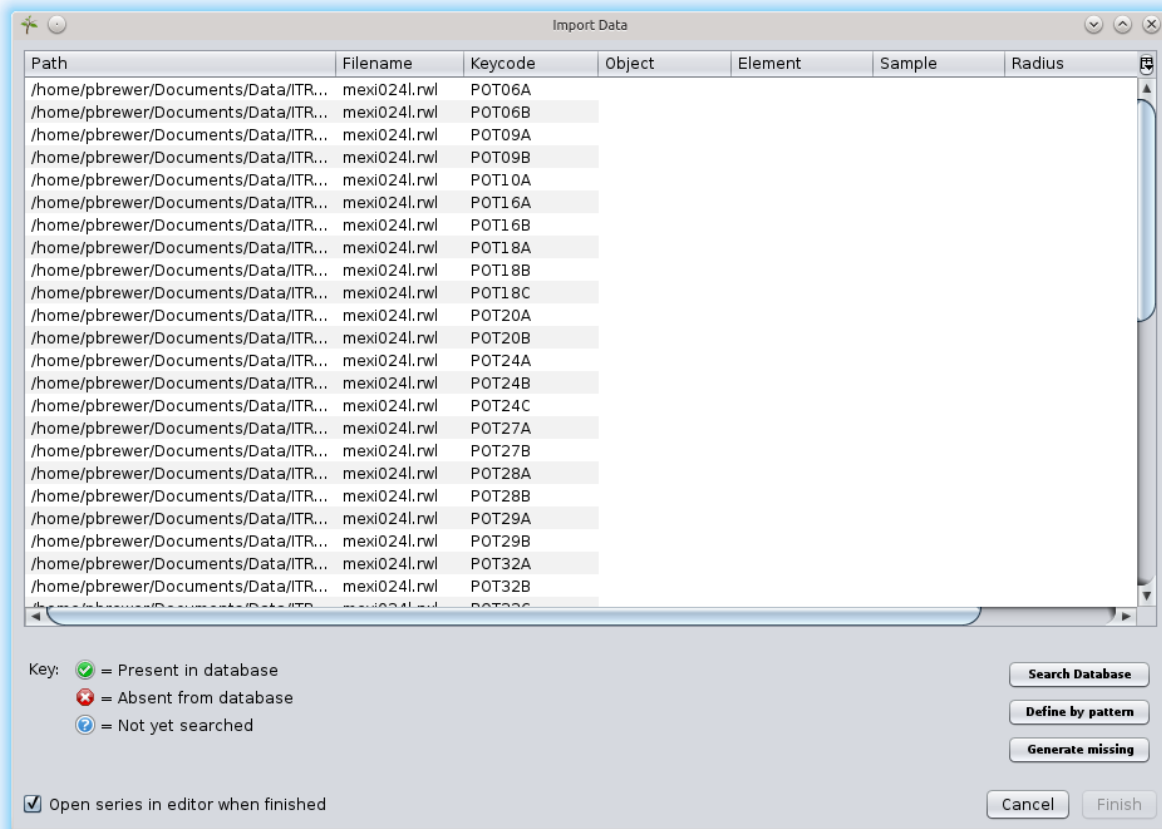 Import Data
Path Filename Keycode Object Element Sample Radius
/home/pbrewer/Documents/Data/ITR... mexi024l.rwl POT06A
/home/pbrewer/Documents/Data/ITR... mexi024l.rwl POT06B
/home/pbrewer/Documents/Data/ITR... mexi024l.rwl POT09A
/home/pbrewer/Documents/Data/ITR... mexi024l.rwl POT09B
/home/pbrewer/Documents/Data/ITR... mexi024l.rwl POT10A
/home/pbrewer/Documents/Data/ITR... mexi024l.rwl POT16A
/home/pbrewer/Documents/Data/ITR... mexi024l.rwl POT16B
/home/pbrewer/Documents/Data/ITR... mexi024l.rwl POT18A
/home/pbrewer/Documents/Data/ITR... mexi024l.rwl POT18B
/home/pbrewer/Documents/Data/ITR... mexi024l.rwl POT18C
/home/pbrewer/Documents/Data/ITR... mexi024l.rwl POT20A
/home/pbrewer/Documents/Data/ITR... mexi024l.rwl POT20B
/home/pbrewer/Documents/Data/ITR... mexi024l.rwl POT24A
/home/pbrewer/Documents/Data/ITR... mexi024l.rwl POT24B
/home/pbrewer/Documents/Data/ITR... mexi024l.rwl POT24C
/home/pbrewer/Documents/Data/ITR... mexi024l.rwl POT27A
/home/pbrewer/Documents/Data/ITR... mexi024l.rwl POT27B
/home/pbrewer/Documents/Data/ITR... mexi024l.rwl POT28A
/home/pbrewer/Documents/Data/ITR... mexi024l.rwl POT28B
/home/pbrewer/Documents/Data/ITR... mexi024l.rwl POT29A
/home/pbrewer/Documents/Data/ITR... mexi024l.rwl POT29B
/home/pbrewer/Documents/Data/ITR... mexi024l.rwl POT32A
/home/pbrewer/Documents/Data/ITR... mexi024l.rwl POT32B
Key: = Present in database
= Absent from database
? = Not yet searched
Search Database
Define by pattern
Generate missing
Open series in editor when finished
Cancel Finish